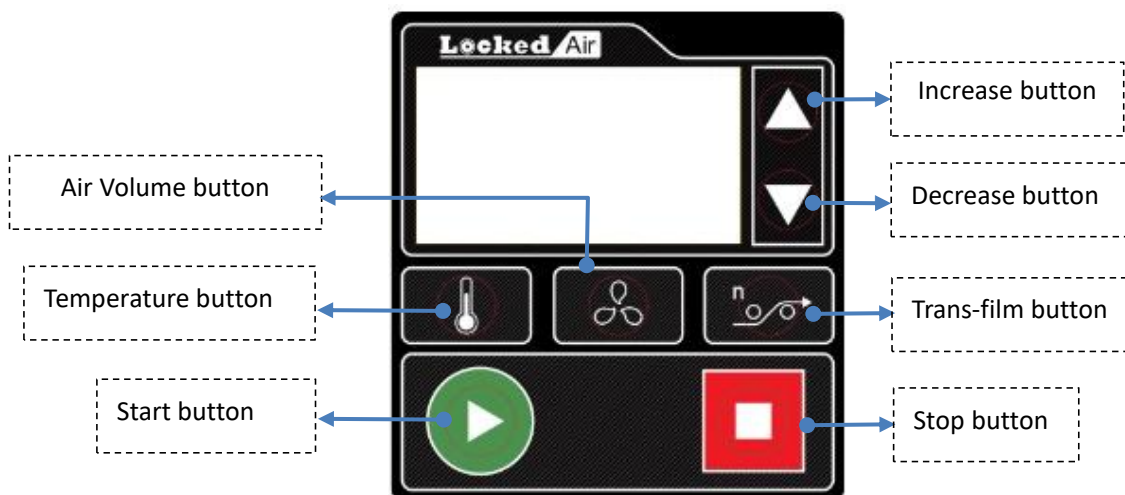 Locked Air
Increase button
Air Volume button
Decrease button
Temperature button
n
Trans-film button
Start button
Stop button